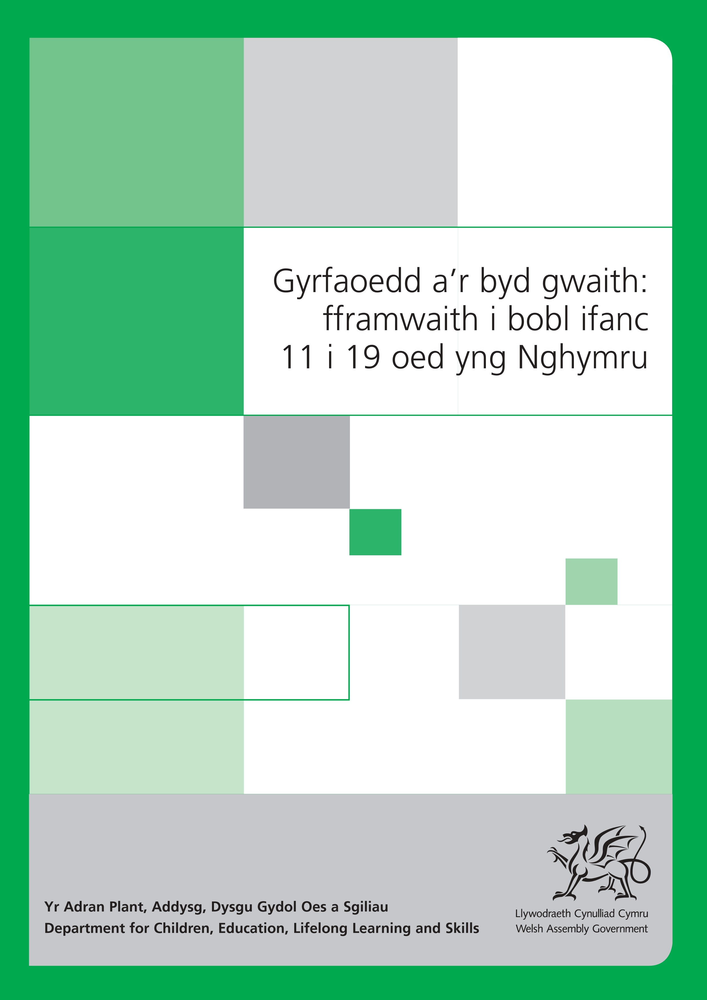 Gyrfaoedd a'r byd gwaith:
fframwaith i bobl ifanc
11 i 19 oed yng Nghymru
Yr Adran Plant, Addysg, Dysgu Gydol Oes a Sgiliau
Department for Children, Education, Lifelong Learning and Skills
Llywodraeth Cynulliad Cymru
Welsh Assembly Government